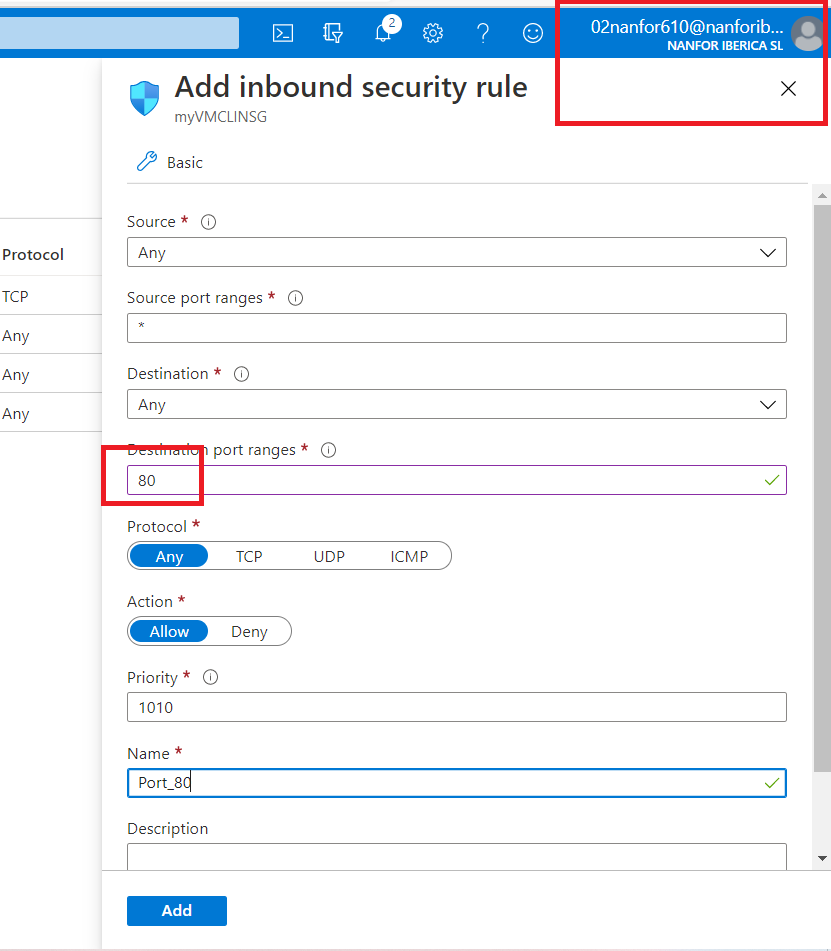 2
02nanfor610@nanforib...
NANFOR IBERICA SL
Add inbound security rule
myVMCLINSG
Basic
Protocol
TCP
Any
Any
Any
Source *
Any
Source port ranges *
*
Destination *
Any
Destination port ranges *
80
Protocol *
Any TCP UDP ICMP
Action *
Allow Deny
Priority *
1010
Name *
Port_80
Description
Add